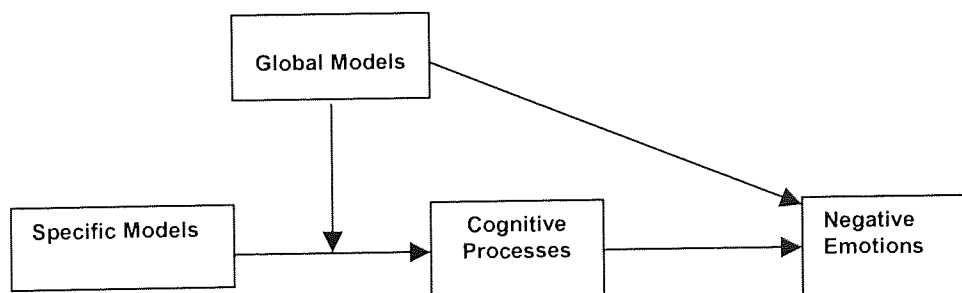 Global Models
Specific Models
Cognitive
Processes
Negative
Emotions